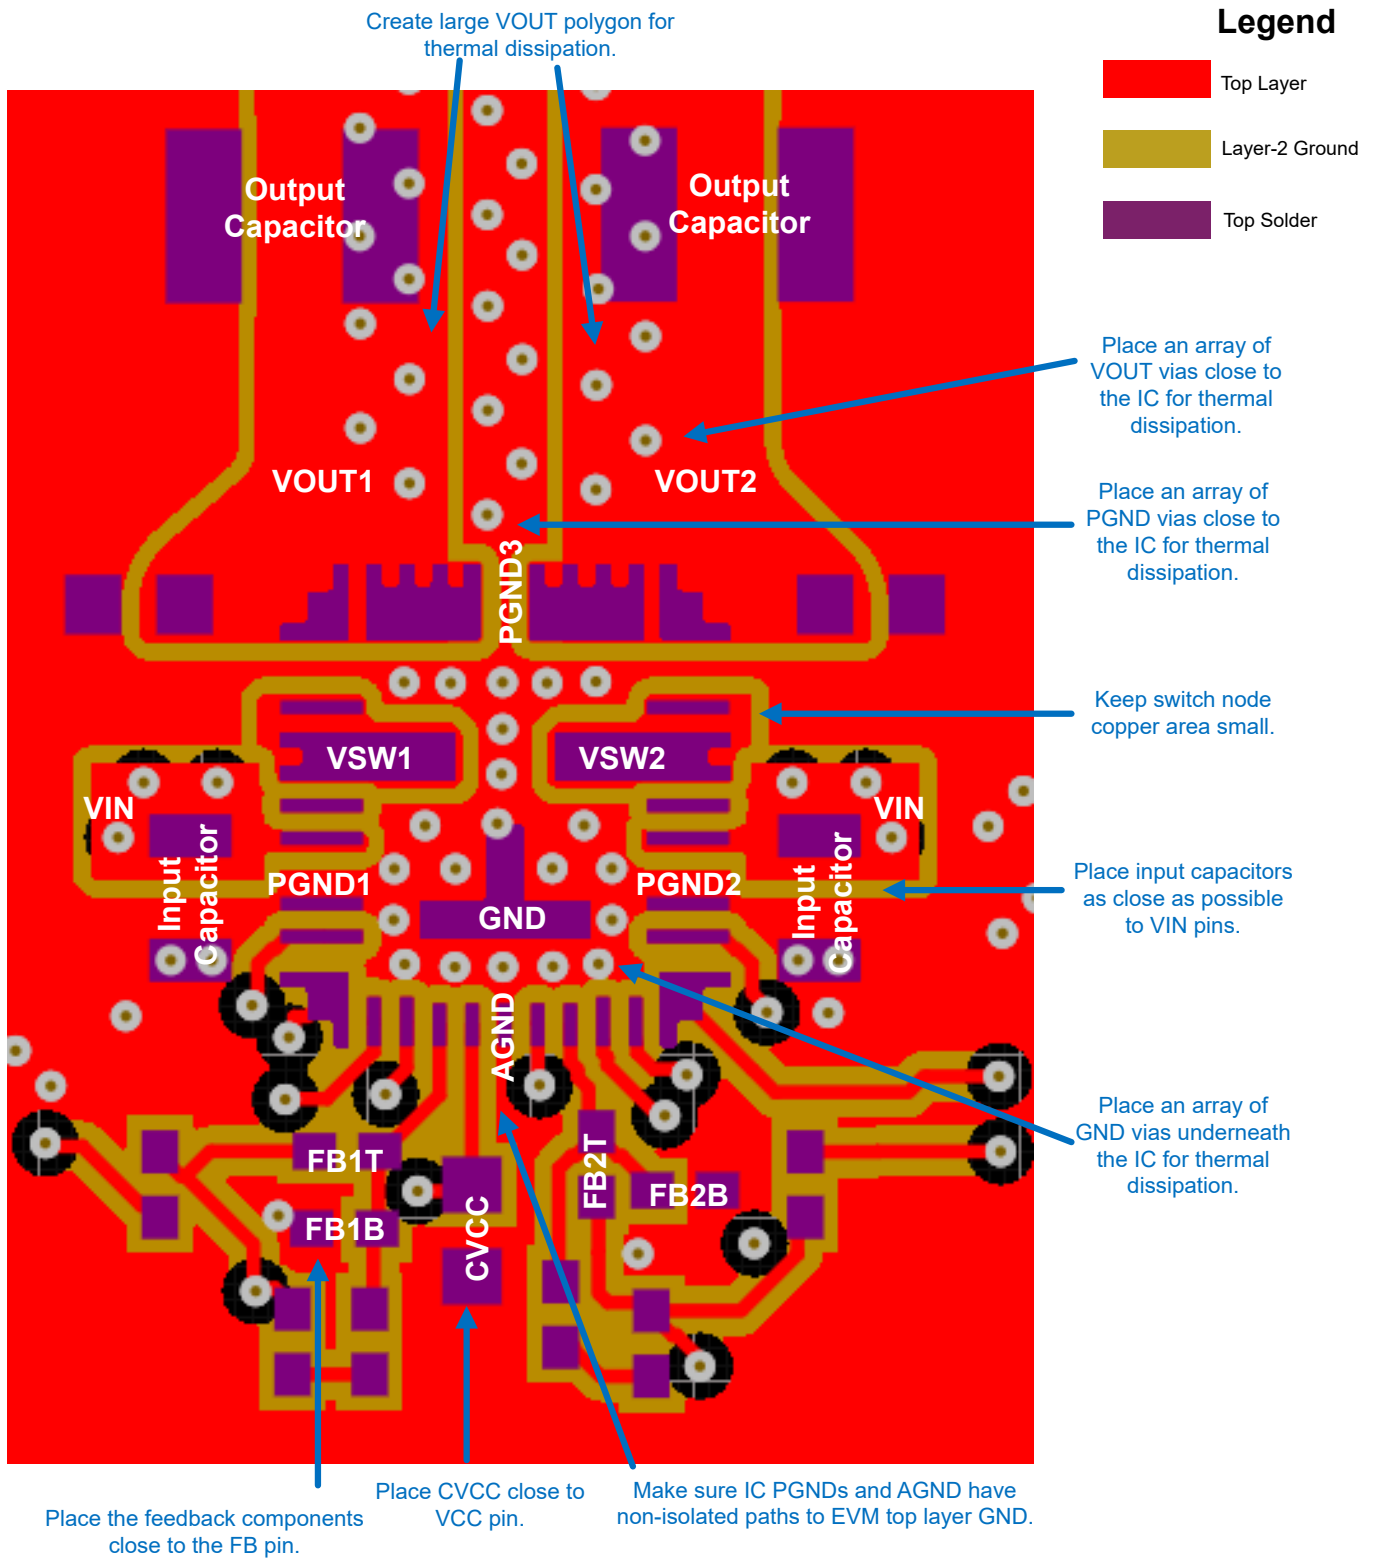 Create large VOUT polygon for
thermal dissipation.
Legend
Top Layer
Layer-2 Ground
Top Solder
Output
Capacitor
Output
Capacitor
Place an array of
VOUT vias close to
the IC for thermal
dissipation.
VOUT1
VOUT2
Place an array of
PGND vias close to
the IC for thermal
dissipation.
PGND3
Keep switch node
copper area small.
VSW1
VSW2
VIN
VIN
Input
Capacitor
Input
Capacitor
PGND1
PGND2
Place input capacitors
as close as possible
to VIN pins.
GND
AGND
Place an array of
GND vias underneath
the IC for thermal
dissipation.
FB1T
FB2T
FB2B
FB1B
CVCC
Place the feedback components
close to the FB pin.
Place CVCC close to
VCC pin.
Make sure IC PGNDs and AGND have
non-isolated paths to EVM top layer GND.